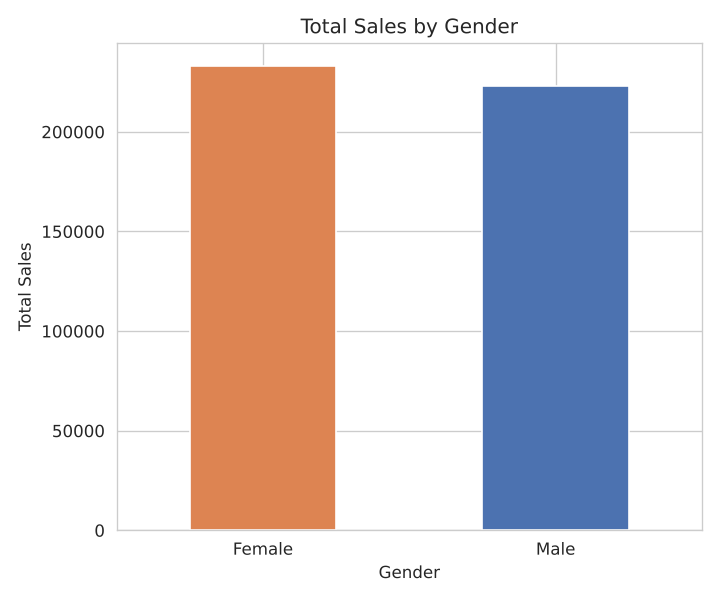 Total Sales by Gender
Total Sales
200000
150000
100000
50000
0
Female
Male
Gender